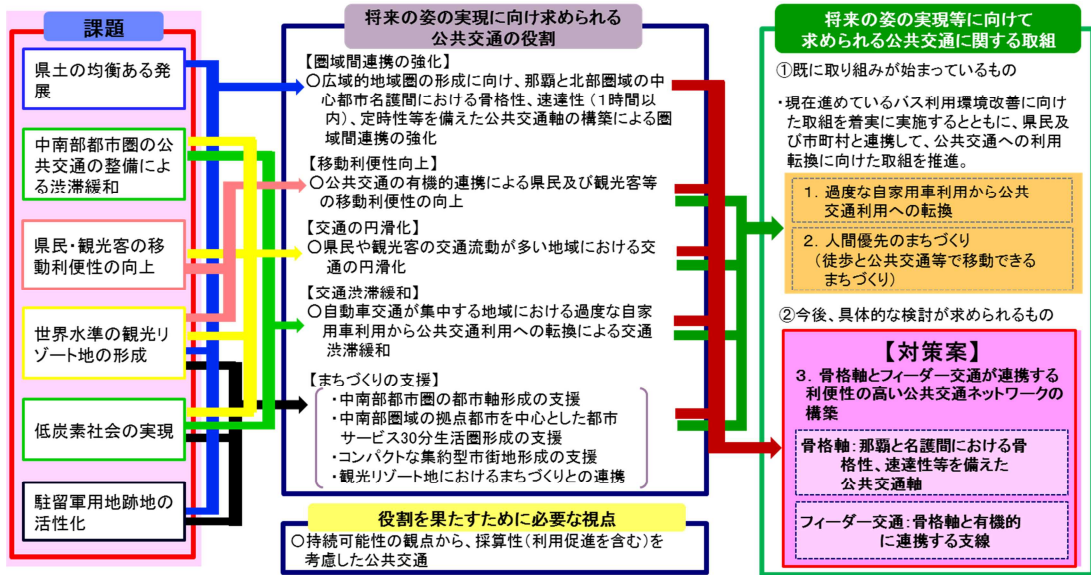 課題
県土の均衡ある発
展
中南部都市圏の公
共交通の整備によ
る渋滞緩和
県民・観光客の移
動利便性の向上
世界水準の観光リ
ゾート地の形成
低炭素社会の実現
駐留軍用地跡地の
活性化
将来の姿の実現に向け求められる
公共交通の役割
【圏域間連携の強化】
○広域的地域圏の形成に向け、那覇と北部圏域の中
心都市名護間における骨格性、速達性(1時間以
内)、定時性等を備えた公共交通軸の構築による圏
域間連携の強化
【移動利便性向上】
○公共交通の有機的連携による県民及び観光客等
の移動利便性の向上
【交通の円滑化】
○県民や観光客の交通流動が多い地域における交
通の円滑化
【交通渋滞緩和】
○自動車交通が集中する地域における過度な自家
用車利用から公共交通利用への転換による交通
渋滞緩和
【まちづくりの支援】
・中南部都市圏の都市軸形成の支援
・中南部圏域の拠点都市を中心とした都市
サービス30分生活圏形成の支援
・コンパクトな集約型市街地形成の支援
・観光リゾート地におけるまちづくりとの連携
役割を果たすために必要な視点
○持続可能性の観点から、採算性(利用促進を含む)を
考慮した公共交通
将来の姿の実現等に向けて
求められる公共交通に関する取組
①既に取り組みが始まっているもの
・現在進めているバス利用環境改善に向け
た取組を着実に実施するとともに、県民及
び市町村と連携して、公共交通への利用
転換に向けた取組を推進。
1.過度な自家用車利用から公共
交通利用への転換
2.人間優先のまちづくり
(徒歩と公共交通等で移動できる
まちづくり)
②今後、具体的な検討が求められるもの
【対策案】
3.骨格軸とフィーダー交通が連携する
利便性の高い公共交通ネットワークの
構築
骨格軸:那覇と名護間における骨
格性、速達性等を備えた
公共交通軸
フィーダー交通:骨格軸と有機的
に連携する支線